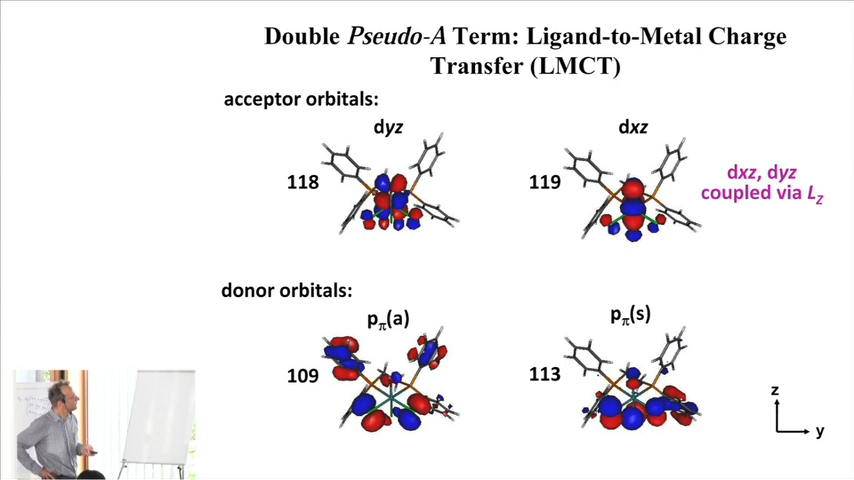 Double Pseudo-A Term: Ligand-to-Metal Charge
Transfer (LMCT)
acceptor orbitals:
dyz
dxz
118
119
dxz, dyz
coupled via LZ
donor orbitals:
pπ(a)
pπ(s)
109
113
z
y